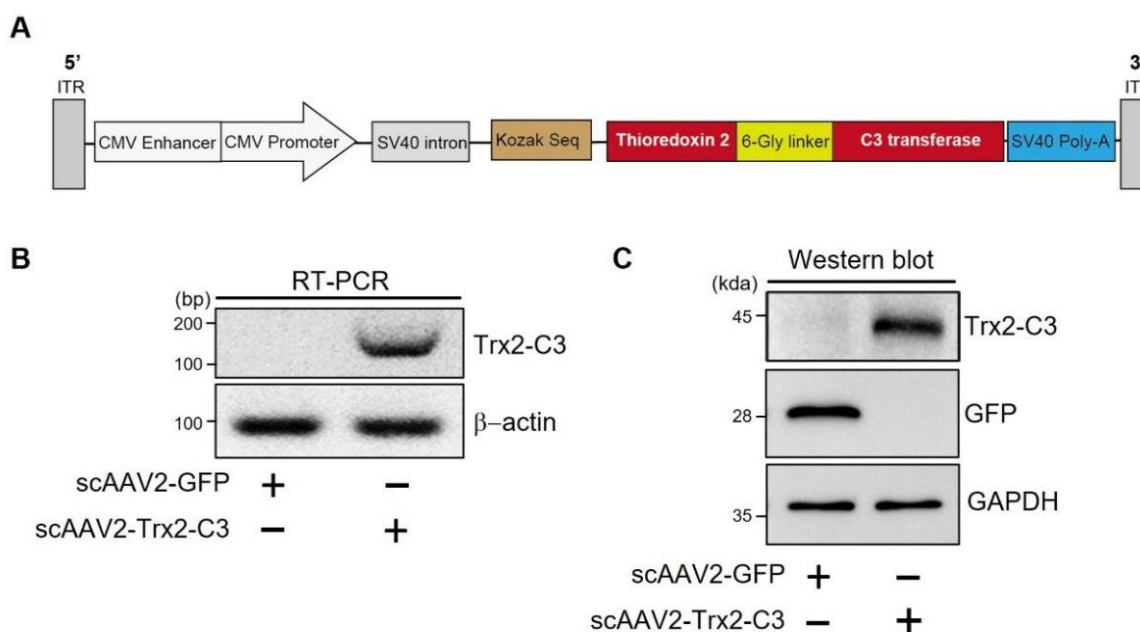 A
5'
ITR
3
IT
CMV Enhancer
CMV Promoter
SV40 intron
Kozak Seq
Thioredoxin 2
6-Gly linker
C3 transferase
SV40 Poly-A
B
RT-PCR
(bp)
200
100
Trx2-C3
100
β–actin
scAAV2-GFP + –
scAAV2-Trx2-C3 – +
C
Western blot
(kda)
45
Trx2-C3
28
GFP
35
GAPDH
scAAV2-GFP + –
scAAV2-Trx2-C3 – +